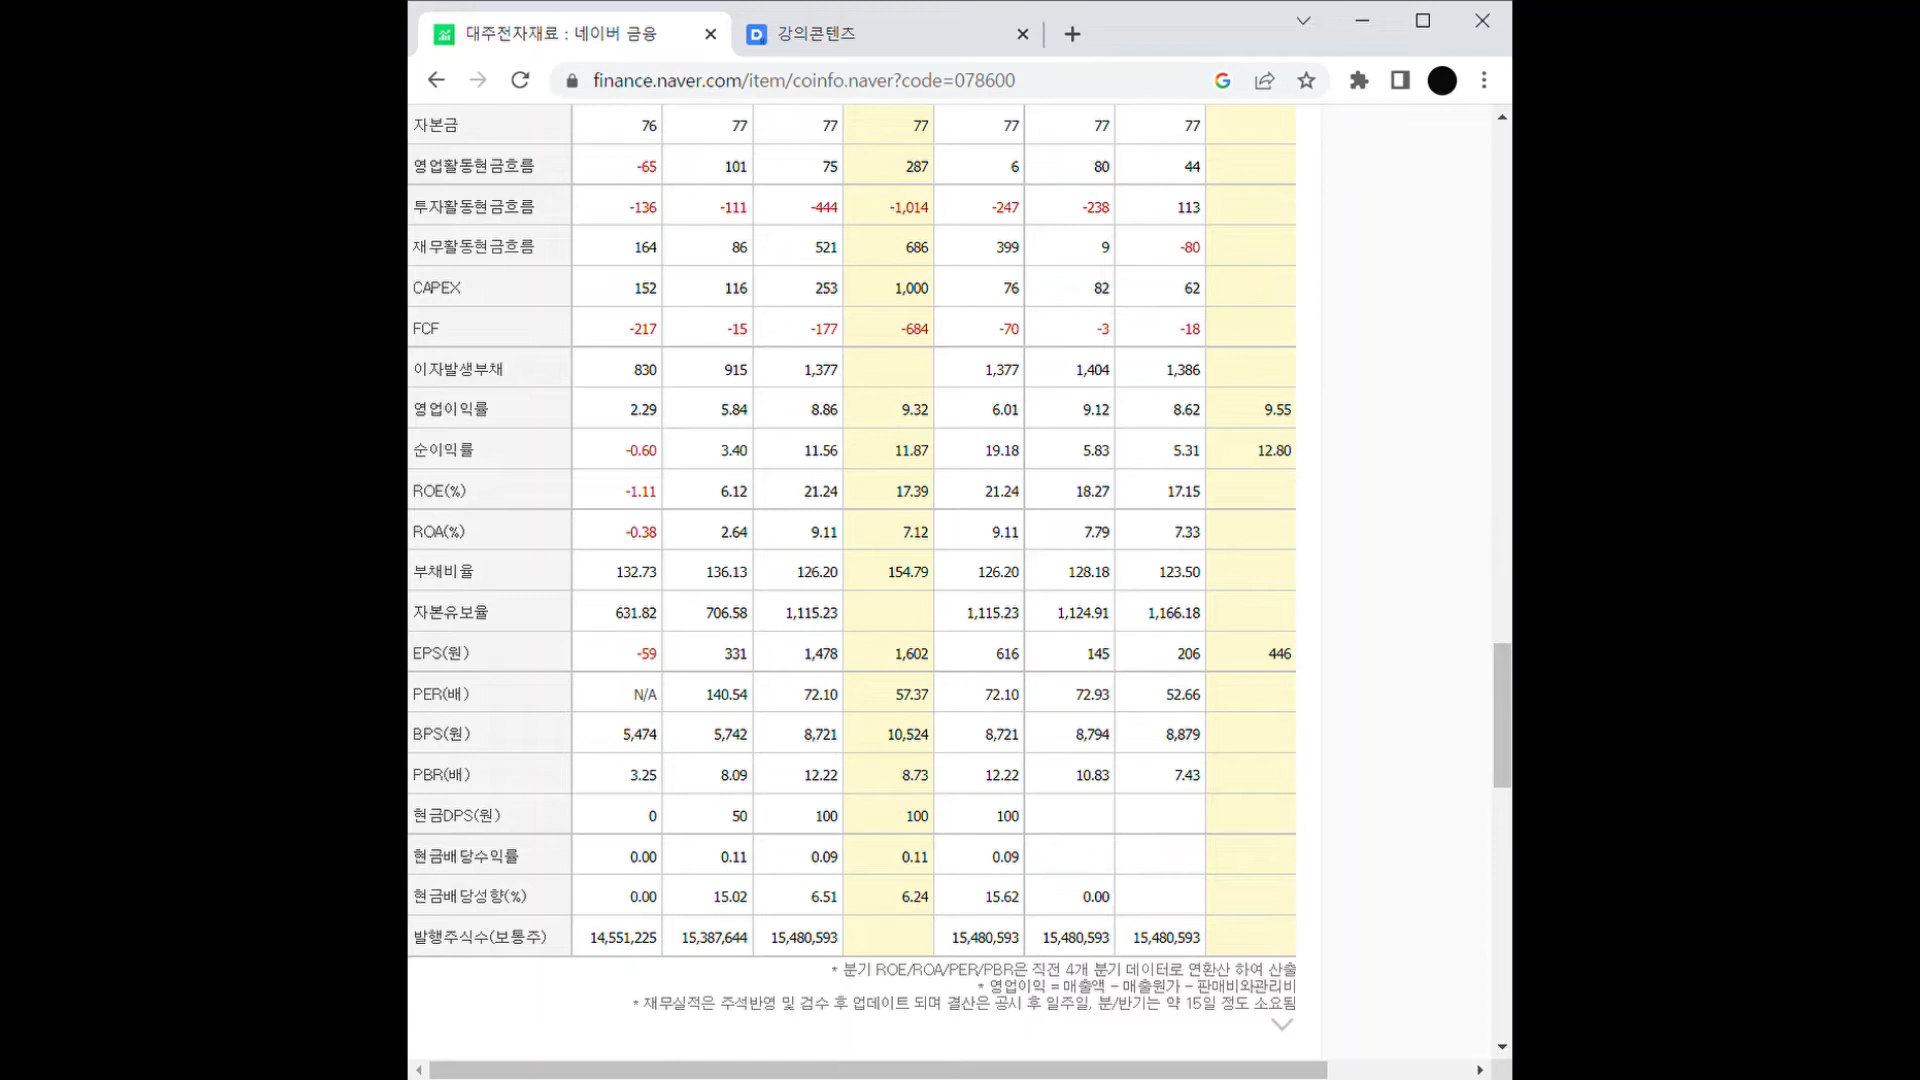 대주전자재료 : 네이버 금융
강의콘텐츠
finance.naver.com/item/coinfo.naver?code=078600
자본금 76 77 77 77 77 77 77
영업활동현금흐름 -65 101 75 287 6 80 44
투자활동현금흐름 -136 -111 -444 -1,014 -247 -238 113
재무활동현금흐름 164 86 521 686 399 9 -80
CAPEX 152 116 253 1,000 76 82 62
FCF -217 -15 -177 -684 -70 -3 -18
이자발생부채 830 915 1,377 1,377 1,404 1,386
영업이익률 2.29 5.84 8.86 9.32 6.01 9.12 8.62 9.55
순이익률 -0.60 3.40 11.56 11.87 19.18 5.83 5.31 12.80
ROE(%) -1.11 6.12 21.24 17.39 21.24 18.27 17.15
ROA(%) -0.38 2.64 9.11 7.12 9.11 7.79 7.33
부채비율 132.73 136.13 126.20 154.79 126.20 128.18 123.50
자본유보율 631.82 706.58 1,115.23 1,115.23 1,124.91 1,166.18
EPS(원) -59 331 1,478 1,602 616 145 206 446
PER(배) N/A 140.54 72.10 57.37 72.10 72.93 52.66
BPS(원) 5,474 5,742 8,721 10,524 8,721 8,794 8,879
PBR(배) 3.25 8.09 12.22 8.73 12.22 10.83 7.43
현금DPS(원) 0 50 100 100 100
현금배당수익률 0.00 0.11 0.09 0.11 0.09
현금배당성향(%) 0.00 15.02 6.51 6.24 15.62 0.00
발행주식수(보통주) 14,551,225 15,387,644 15,480,593 15,480,593 15,480,593 15,480,593
* 분기 ROE/ROA/PER/PBR은 직전 4개 분기 데이터로 연환산 하여 산출
* 영업이익 = 매출액 - 매출원가 - 판매비와관리비
* 재무실적은 주석반영 및 검수 후 업데이트 되며 결산은 공시 후 일주일, 분/반기는 약 15일 정도 소요됨